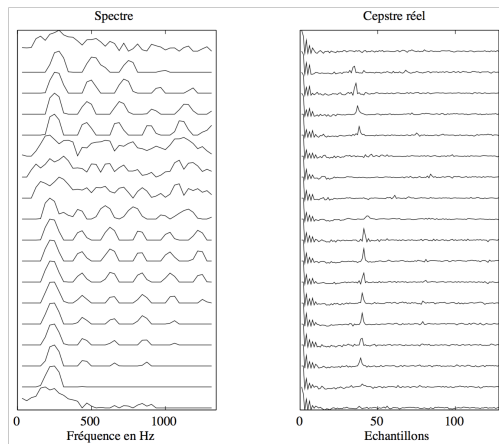 Spectre
Cepstre réel
0 500 1000
0 50 100
Fréquence en Hz
Echantillons